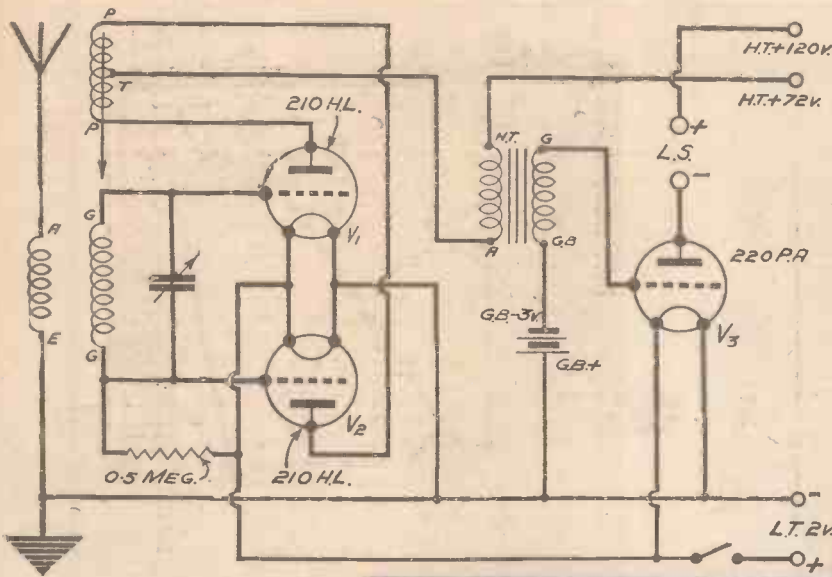 P
H.T.+120V.
T
H.T.+72V.
210 H.L.
+
H.T.
G
L.S.
P
-
G
V1
A
A
G.B
220 P.A
G.B.-3V.
V3
E
G.B.+
G
V2
0.5 MEG.
210 H.L.
-
L.T. 2V.
+